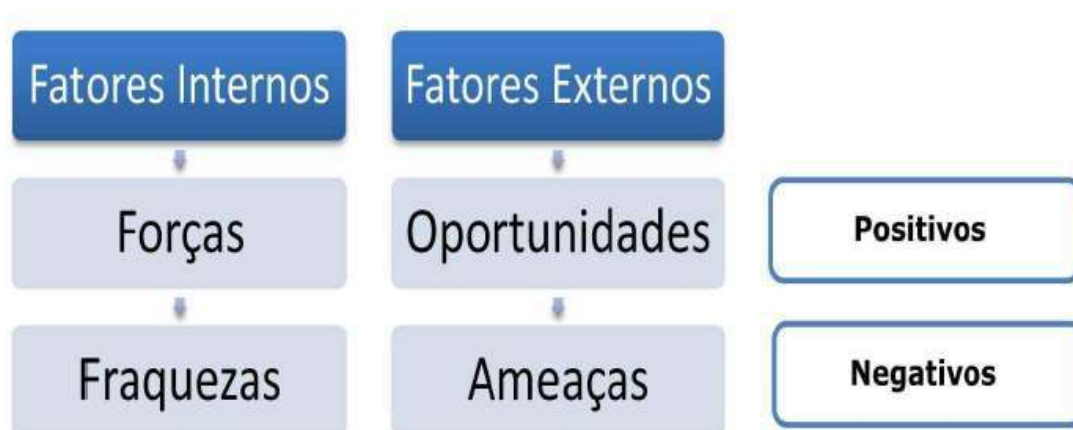 Fatores Internos
Fatores Externos
Forças
Oportunidades
Positivos
Fraquezas
Ameaças
Negativos